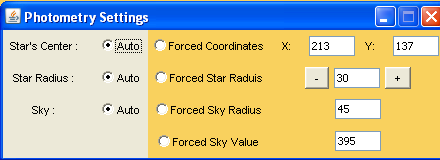 Photometry Settings
Star's Center : Auto Forced Coordinates X: 213 Y: 137
Star Radius : Auto Forced Star Raduis - 30 +
Sky : Auto Forced Sky Radius 45
Forced Sky Value 395